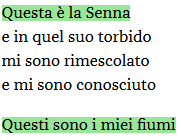 Questa è la Senna
e in quel suo torbido
mi sono rimescolato
e mi sono conosciuto
Questi sono i miei fiumi